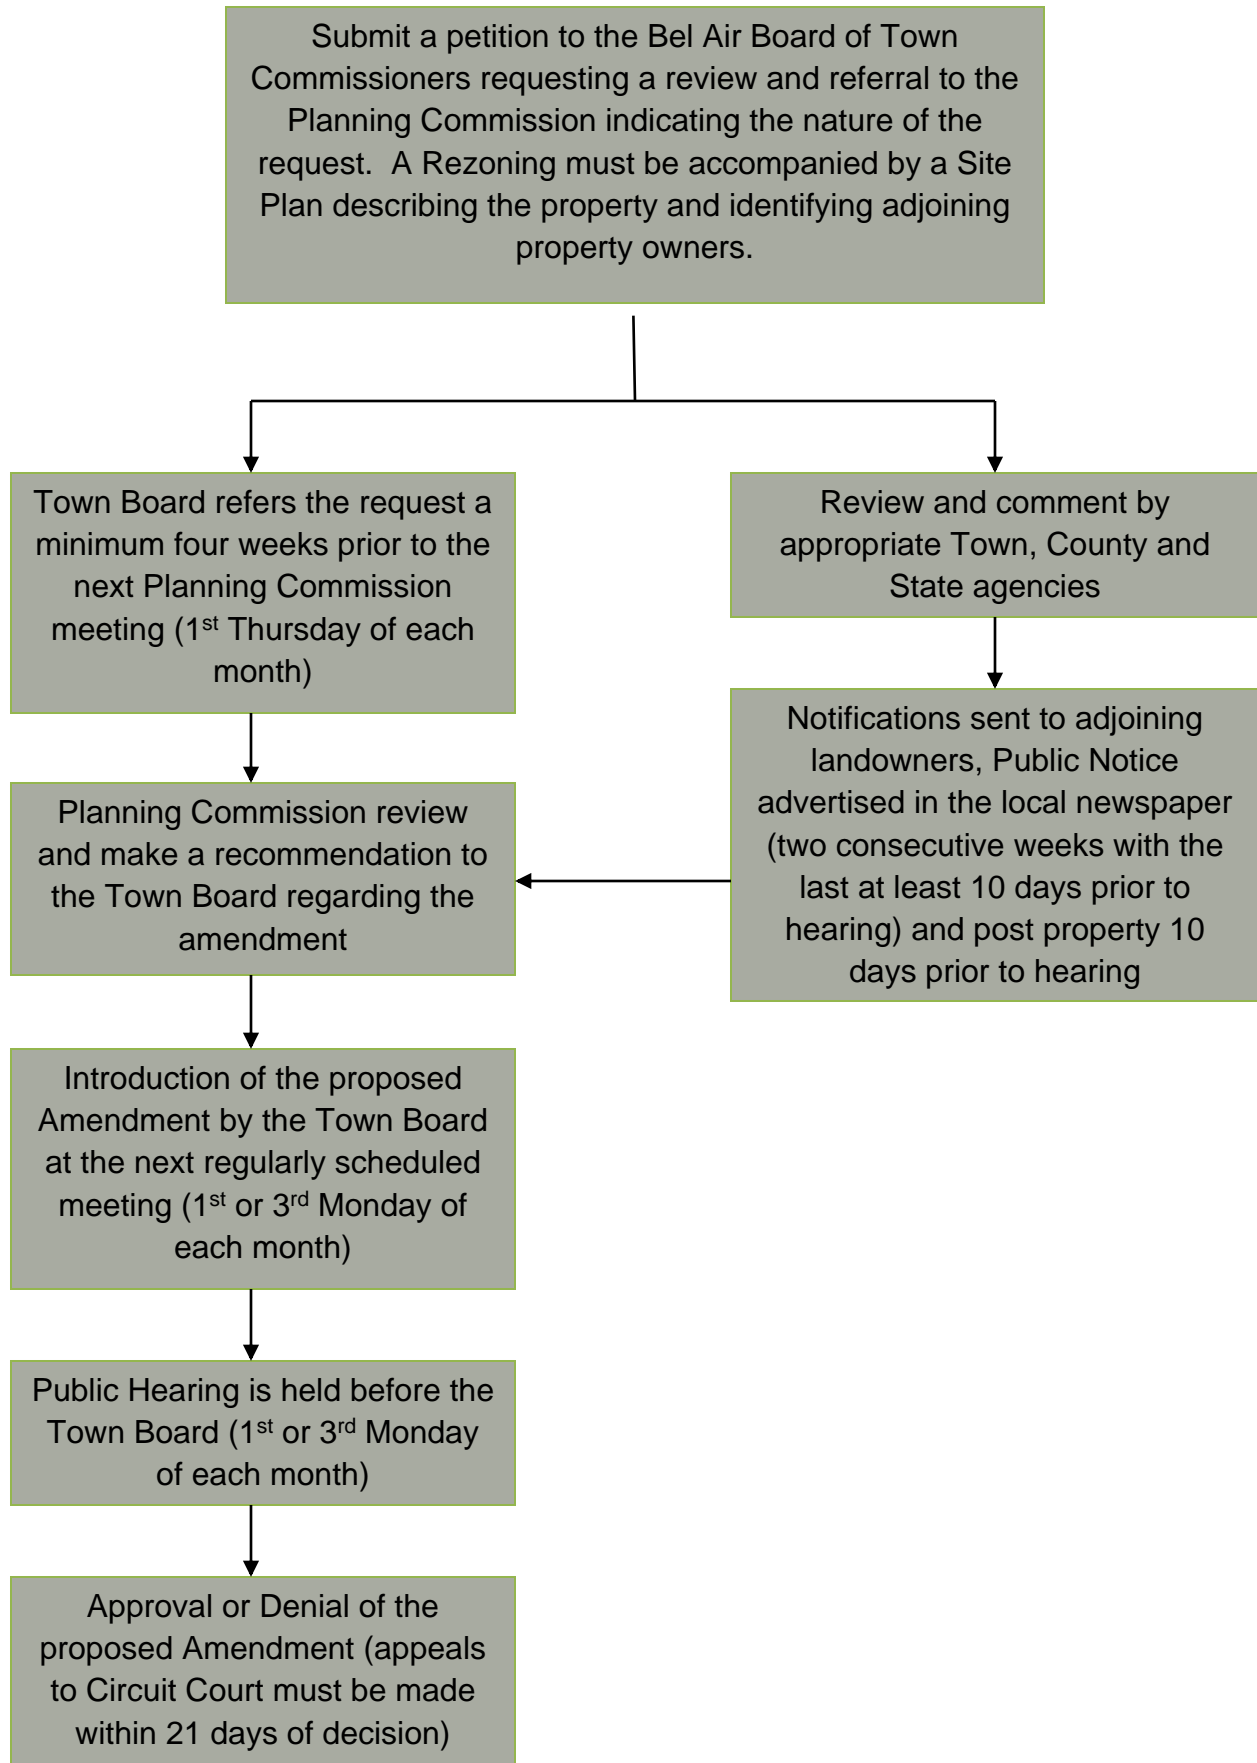 Submit a petition to the Bel Air Board of Town
Commissioners requesting a review and referral to the
Planning Commission indicating the nature of the
request.  A Rezoning must be accompanied by a Site
Plan describing the property and identifying adjoining
property owners.
Town Board refers the request a
minimum four weeks prior to the
next Planning Commission
meeting (1st Thursday of each
month)
Review and comment by
appropriate Town, County and
State agencies
Notifications sent to adjoining
landowners, Public Notice
advertised in the local newspaper
(two consecutive weeks with the
last at least 10 days prior to
hearing) and post property 10
days prior to hearing
Planning Commission review
and make a recommendation to
the Town Board regarding the
amendment
Introduction of the proposed
Amendment by the Town Board
at the next regularly scheduled
meeting (1st or 3rd Monday of
each month)
Public Hearing is held before the
Town Board (1st or 3rd Monday
of each month)
Approval or Denial of the
proposed Amendment (appeals
to Circuit Court must be made
within 21 days of decision)